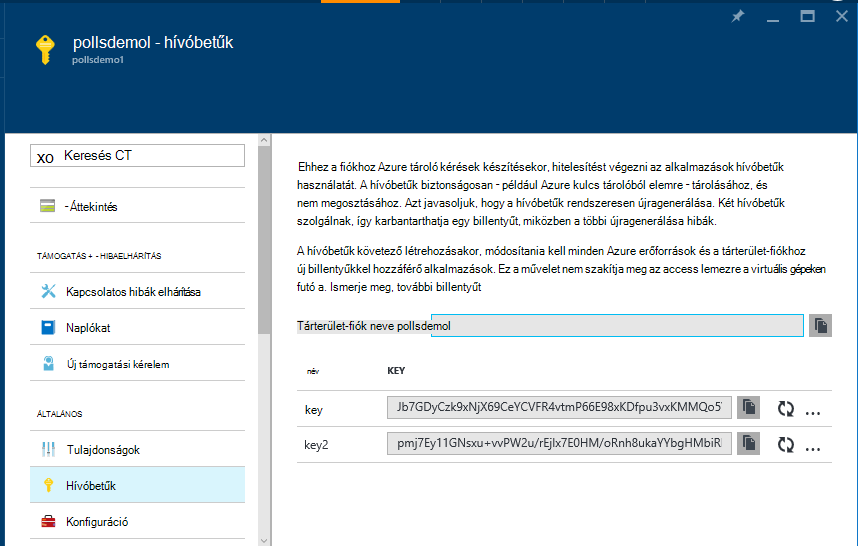 pollsdemol - hívóbetűk
pollsdemo1
xo Keresés CT
-Áttekintés
TÁMOGATÁS + - HIBAELHÁRÍTÁS
Kapcsolatos hibák elhárítása
Naplókat
Új támogatási kérelem
ÁLTALÁNOS
Tulajdonságok
Hívóbetűk
Konfiguráció
Ehhez a fiókhoz Azure tároló kérések készítésekor, hitelesítést végezni az alkalmazások hívóbetűk
használatát. A hívóbetűk biztonságosan - például Azure kulcs tárolóból elemre - tárolásához, és
nem megosztásához. Azt javasoljuk, hogy a hívóbetűk rendszeresen újragenerálása. Két hívóbetűk
szolgálnak, így karbantarthatja egy billentyűt, miközben a többi újragenerálása hibák.
A hívóbetűk követező létrehozásakor, módosítania kell minden Azure erőforrások és a tárterület-fiókhoz
új billentyűkkel hozzáférő alkalmazások. Ez a művelet nem szakítja meg az access lemezre a virtuális gépeken
futó a. Ismerje meg, további billentyűt
Tárterület-fiók neve pollsdemol
név KEY
key Jb7GDyCzk9xNjX69CeYCVFR4vtmP66E98xKDfpu3vxKMMQo5
key2 pmj7Ey11GNsxu+vvPW2u/rEjIx7E0HM/oRnh8ukaYYbgHMbiR